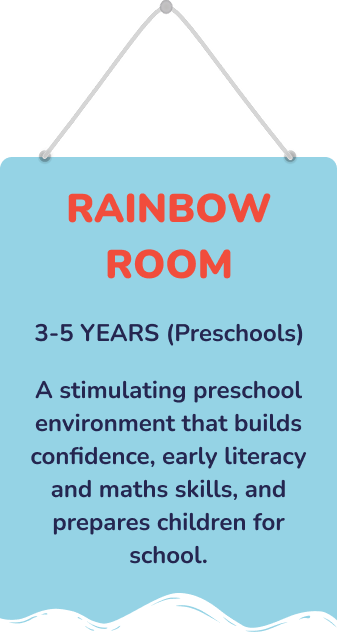 RAINBOW
ROOM
3-5 YEARS (Preschools)
A stimulating preschool
environment that builds
confidence, early literacy
and maths skills, and
prepares children for
school.